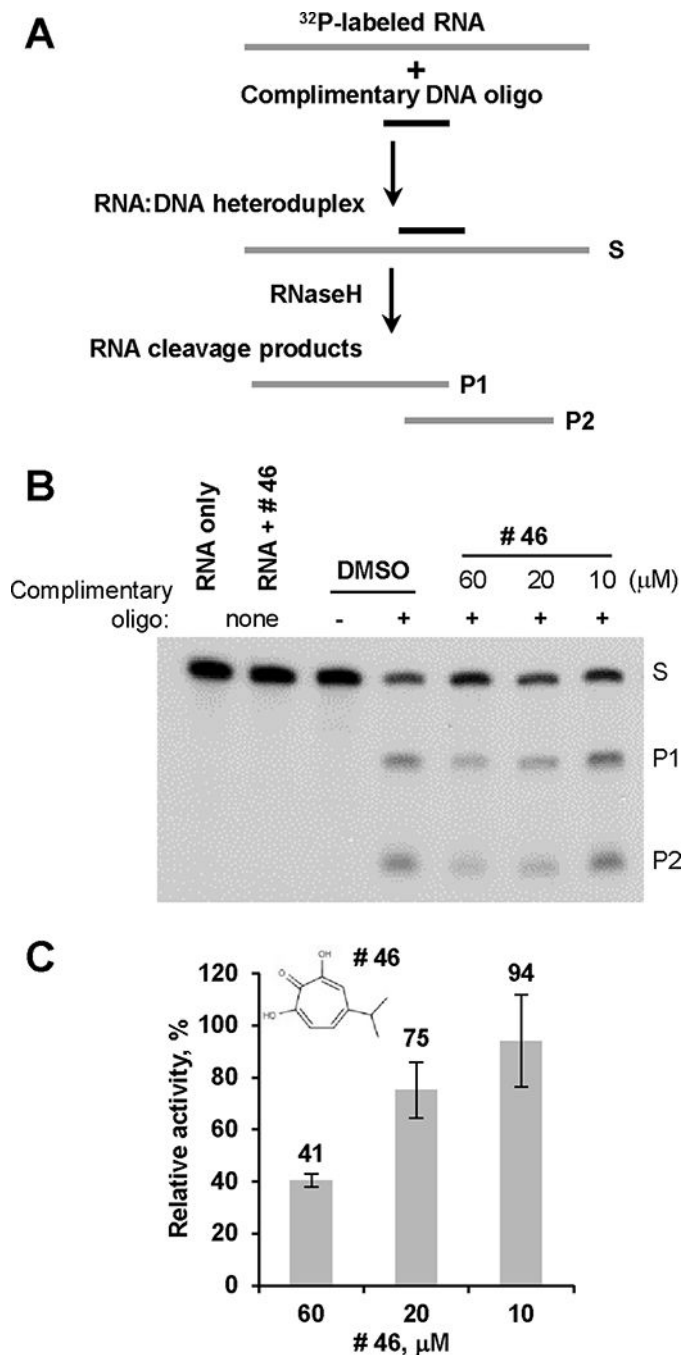 A
³²P-labeled RNA
+
Complimentary DNA oligo
RNA:DNA heteroduplex
S
RNaseH
RNA cleavage products
P1
P2
B
RNA only
RNA + # 46
DMSO
# 46
60 20 10 (µM)
Complimentary
oligo: none - + + + +
S
P1
P2
C
# 46
OH
O
HO
Relative activity, %
120
100
80
60
40
20
0
41
75
94
60 20 10
# 46, µM